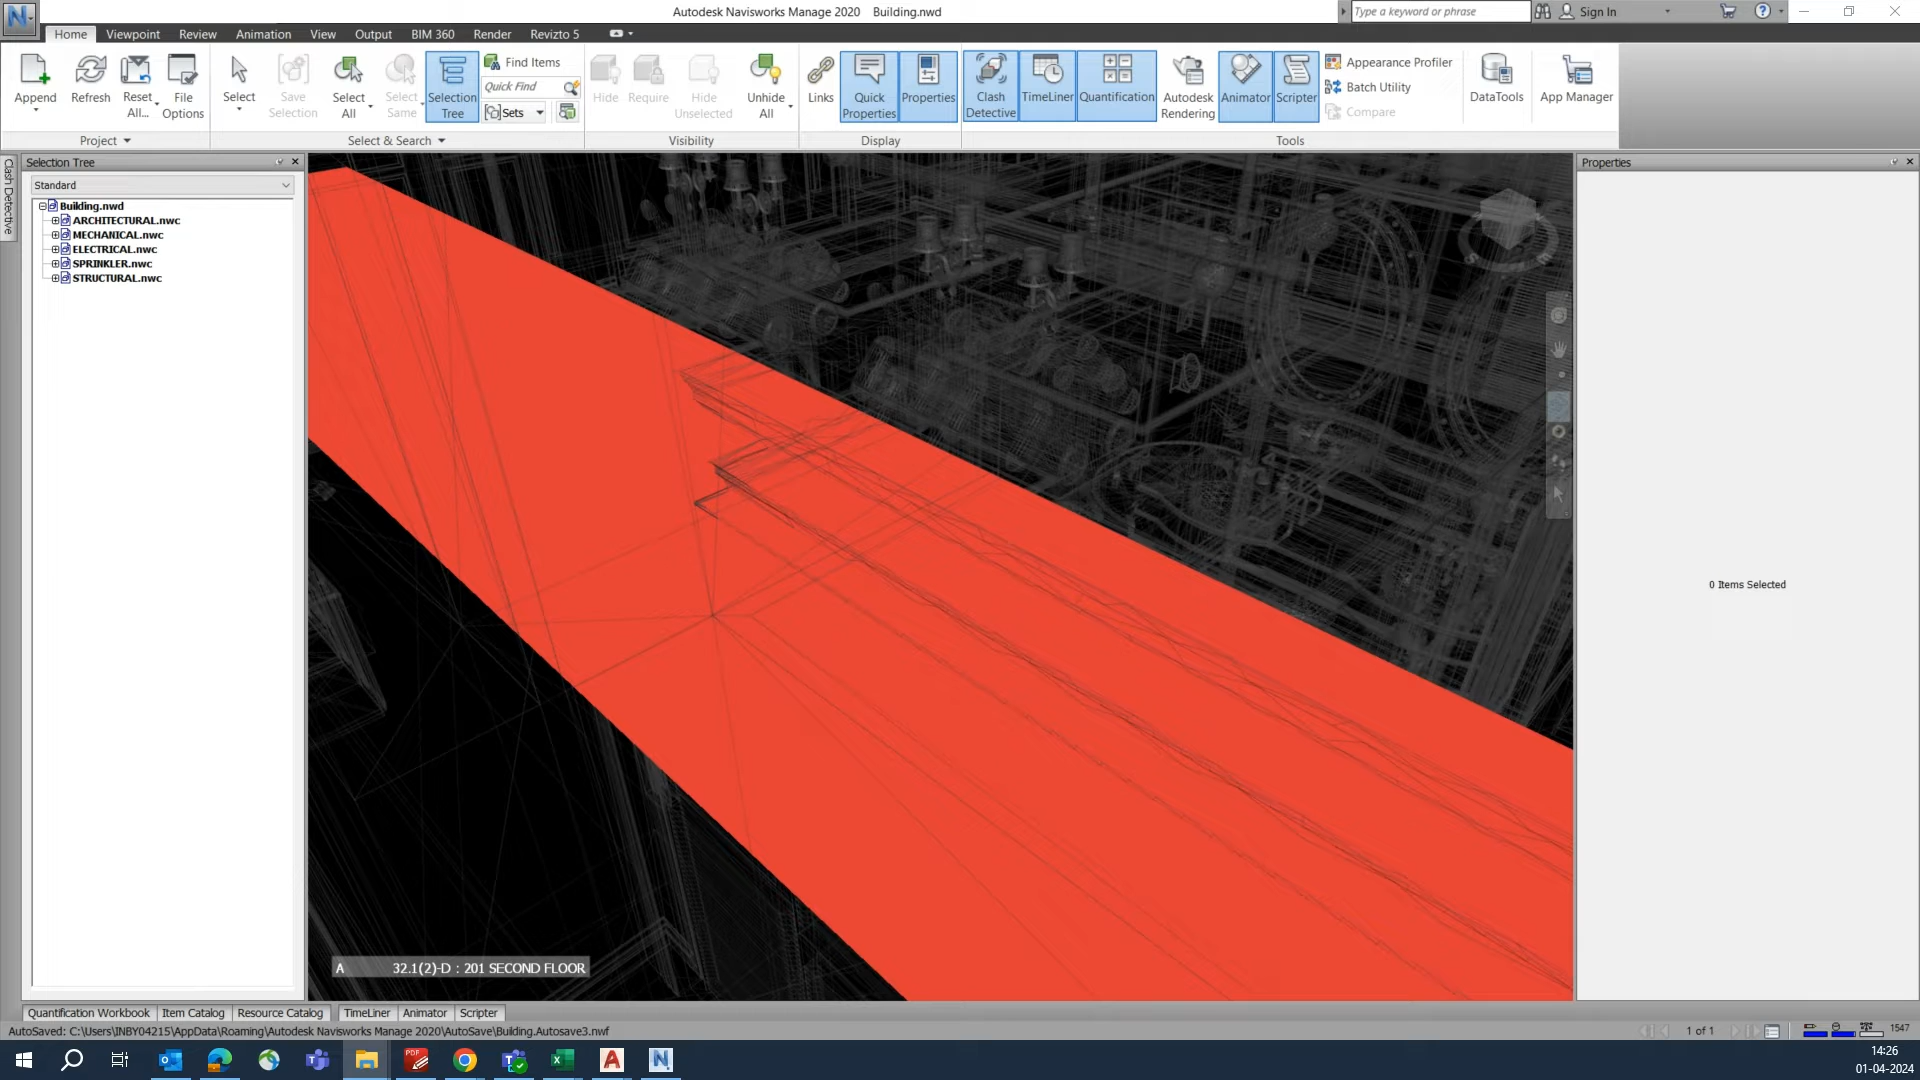 Autodesk Navisworks Manage 2020 Building.nwd
Type a keyword or phrase
Sign In
Home Viewpoint Review Animation View Output BIM 360 Render Revizto 5
Append
Refresh
Reset All...
File Options
Select
Save Selection
Select All
Select Same
Selection Tree
Find Items
Quick Find
Sets
Hide
Require
Hide Unselected
Unhide All
Links
Quick Properties
Properties
Clash Detective
TimeLiner
Quantification
Autodesk Rendering
Animator
Scripter
Appearance Profiler
Batch Utility
Compare
DataTools
App Manager
Project
Select & Search
Visibility
Display
Tools
Clash Detective
Selection Tree
Standard
Building.nwd
ARCHITECTURAL.nwc
MECHANICAL.nwc
ELECTRICAL.nwc
SPRINKLER.nwc
STRUCTURAL.nwc
Properties
0 Items Selected
A 32.1(2)-D : 201 SECOND FLOOR
Quantification Workbook Item Catalog Resource Catalog TimeLiner Animator Scripter
AutoSaved: C:\Users\INBY04215\AppData\Roaming\Autodesk Navisworks Manage 2020\AutoSave\Building.Autosave3.nwf
1 of 1
1547
14:26
01-04-2024